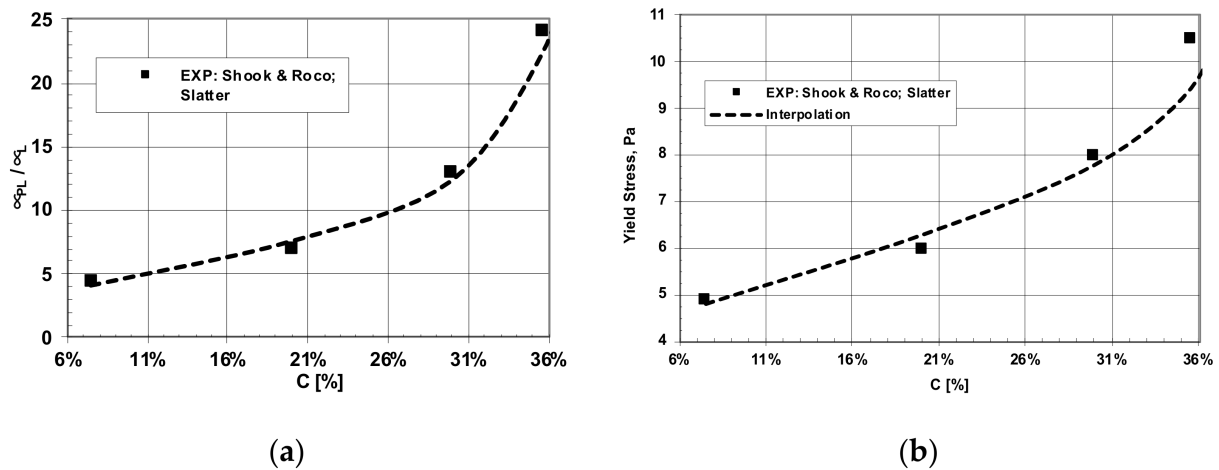 25
20
15
10
5
0
∝PL / ∝L
EXP: Shook & Roco;
Slatter
6% 11% 16% 21% 26% 31% 36%
C [%]
(a)
11
10
9
8
7
6
5
4
Yield Stress, Pa
EXP: Shook & Roco; Slatter
Interpolation
6% 11% 16% 21% 26% 31% 36%
C [%]
(b)